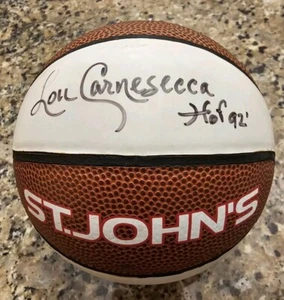 Lou Carnesecca
Hof 92'
ST. JOHN'S